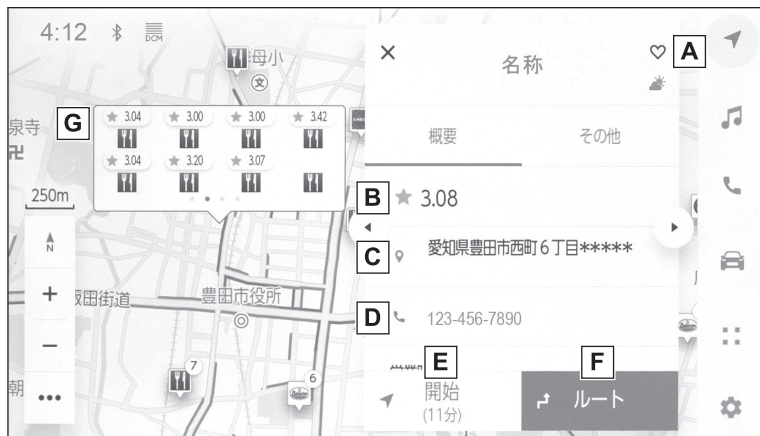 4:12 DCM
母小
文
泉寺
卍
250m
N
豊田市役所
田街道
朝
7
6
G
3.04 3.00 3.00 3.42
3.04 3.20 3.07
A
名称
概要 その他
B 3.08
C 愛知県豊田市西町6丁目*****
D 123-456-7890
E
開始
(11分)
F
ルート